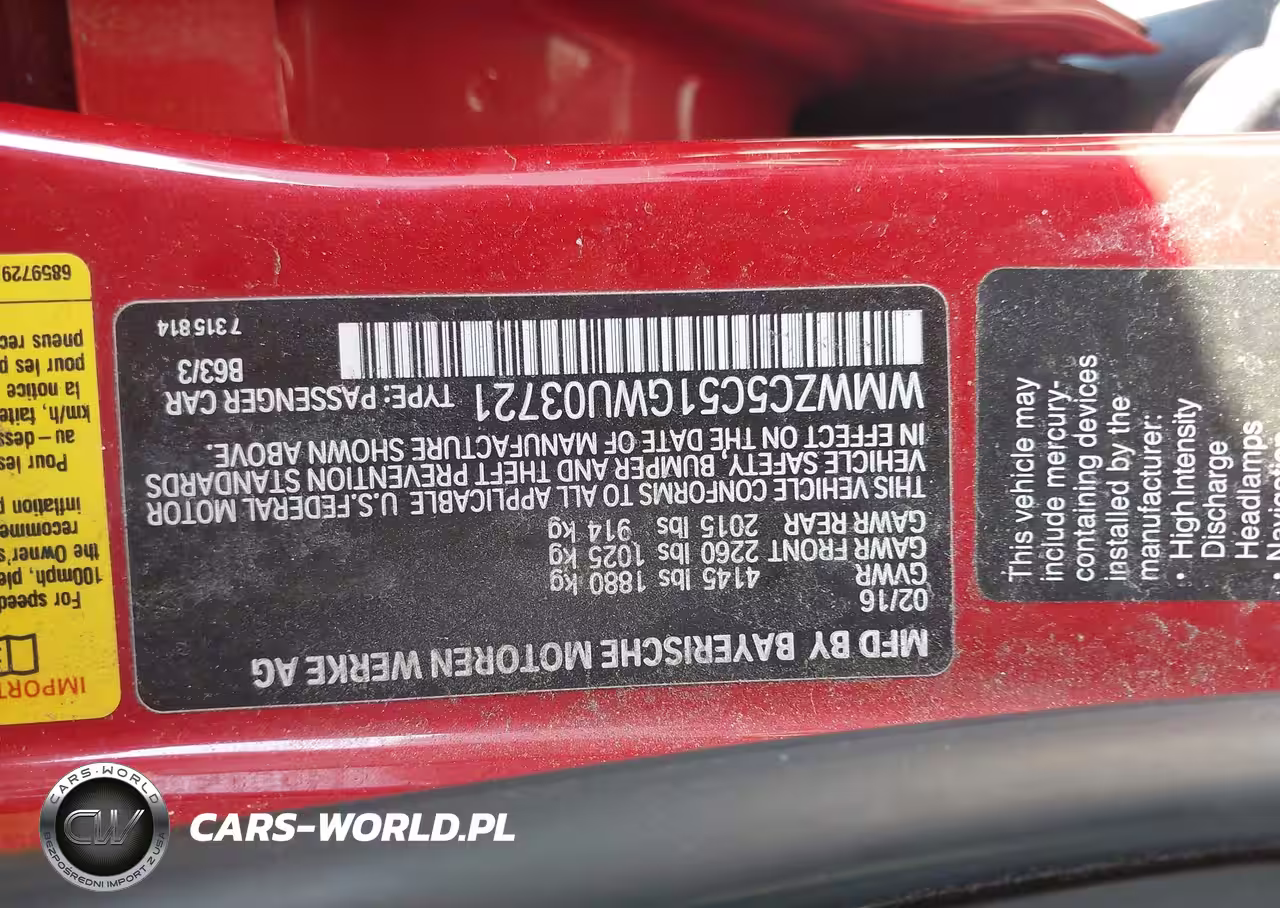 MFD BY BAYERISCHE MOTOREN WERKE AG
02/16
GVWR 4145 lbs 1880 kg
GAWR FRONT 2260 lbs 1025 kg
GAWR REAR 2015 lbs 914 kg
THIS VEHICLE CONFORMS TO ALL APPLICABLE U.S.FEDERAL MOTOR
VEHICLE SAFETY, BUMPER AND THEFT PREVENTION STANDARDS
IN EFFECT ON THE DATE OF MANUFACTURE SHOWN ABOVE.
WMWZC5C51GWU03721 TYPE: PASSENGER CAR
B63/3
7315814
This vehicle may
include mercury-
containing devices
installed by the
manufacturer:
• High Intensity
Discharge
Headlamps
IMPORT
For speed
100mph, ple
the Owner's
recomme
inflation p
Pour les
au-dess
km/h, faite
la notice
pour les p
pneus rec
6859729
CARS-WORLD
CW
BEZPOŚREDNI IMPORT Z USA
CARS-WORLD.PL